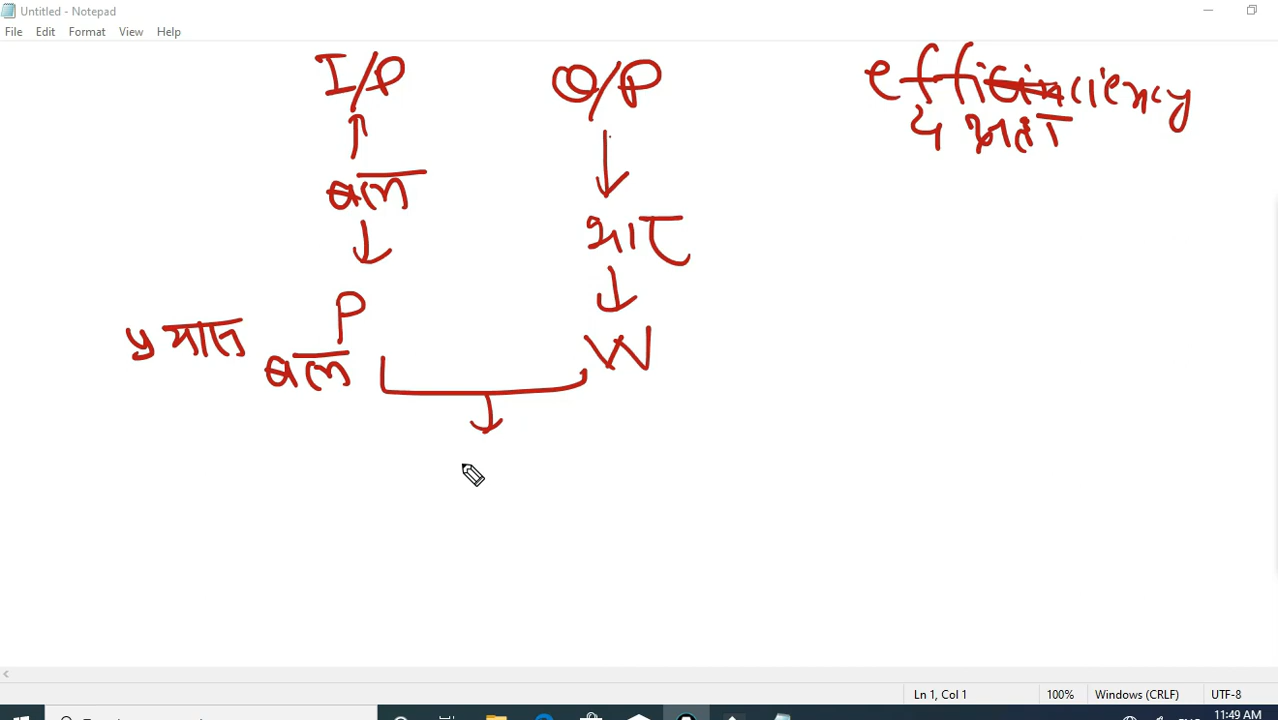 Untitled - Notepad
File Edit Format View Help
I/P O/P efficiency
बल
भार
P W
बल
Ln 1, Col 1 100% Windows (CRLF) UTF-8
11:49 AM